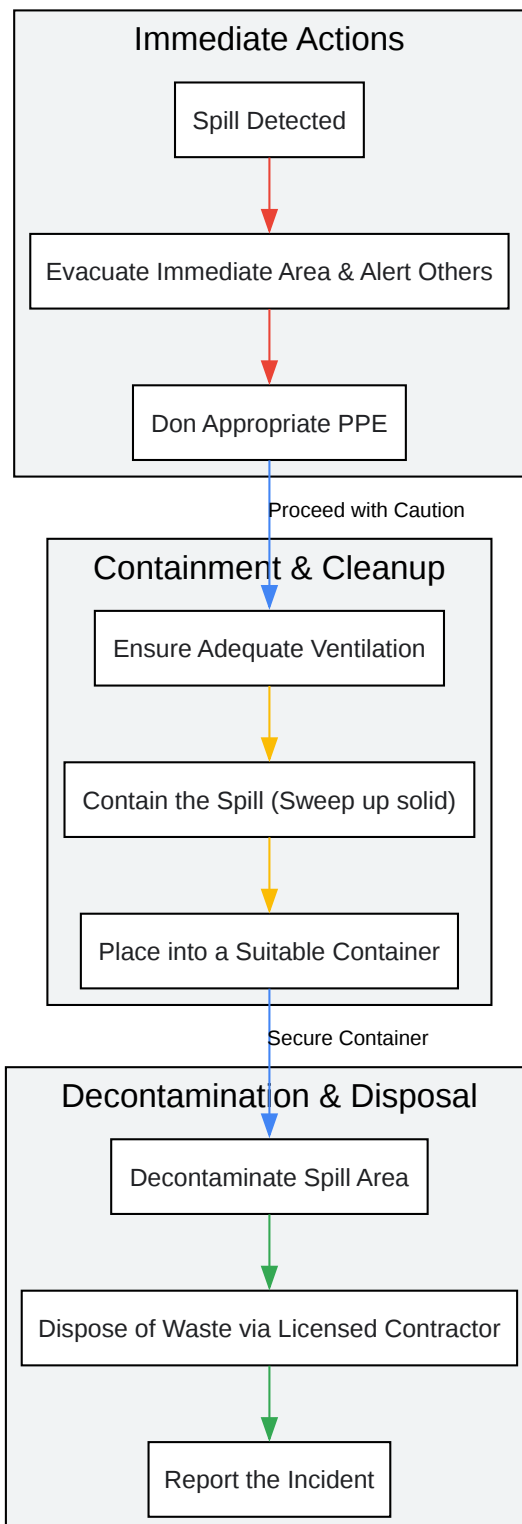 Immediate Actions
Spill Detected
Evacuate Immediate Area & Alert Others
Don Appropriate PPE
Proceed with Caution
Containment & Cleanup
Ensure Adequate Ventilation
Contain the Spill (Sweep up solid)
Place into a Suitable Container
Secure Container
Decontamination & Disposal
Decontaminate Spill Area
Dispose of Waste via Licensed Contractor
Report the Incident